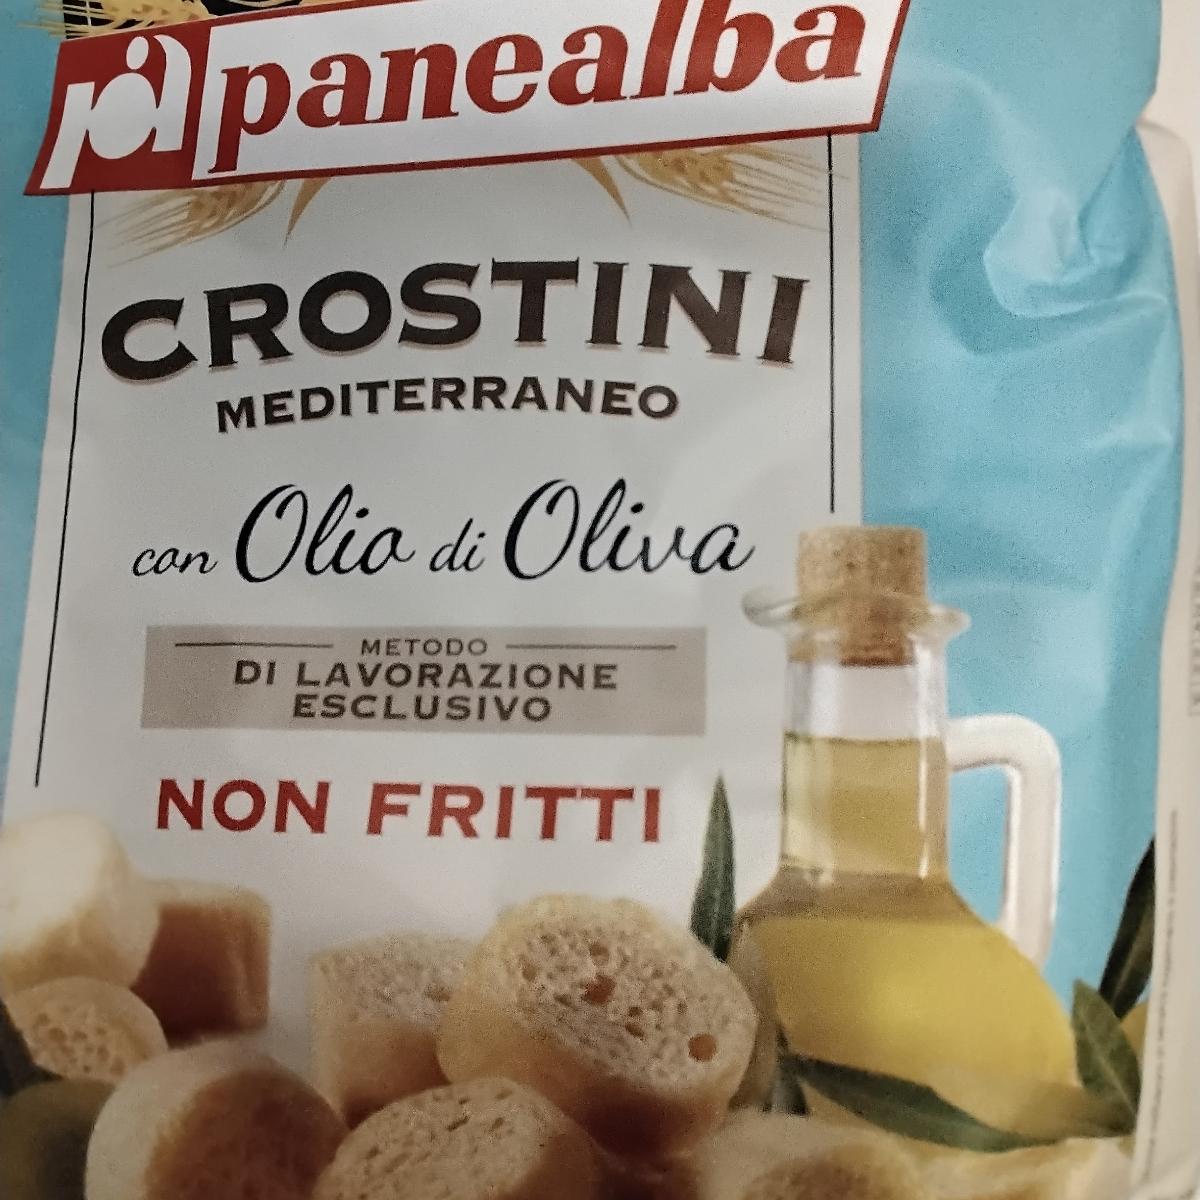 panealba
CROSTINI
MEDITERRANEO
con Olio di Oliva
METODO
DI LAVORAZIONE
ESCLUSIVO
NON FRITTI